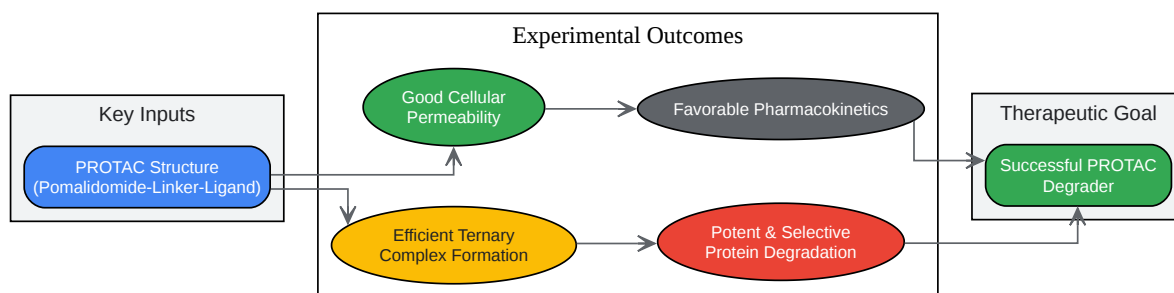 Experimental Outcomes
Key Inputs
PROTAC Structure
(Pomalidomide-Linker-Ligand)
Good Cellular
Permeability
Favorable Pharmacokinetics
Efficient Ternary
Complex Formation
Potent & Selective
Protein Degradation
Therapeutic Goal
Successful PROTAC
Degrader